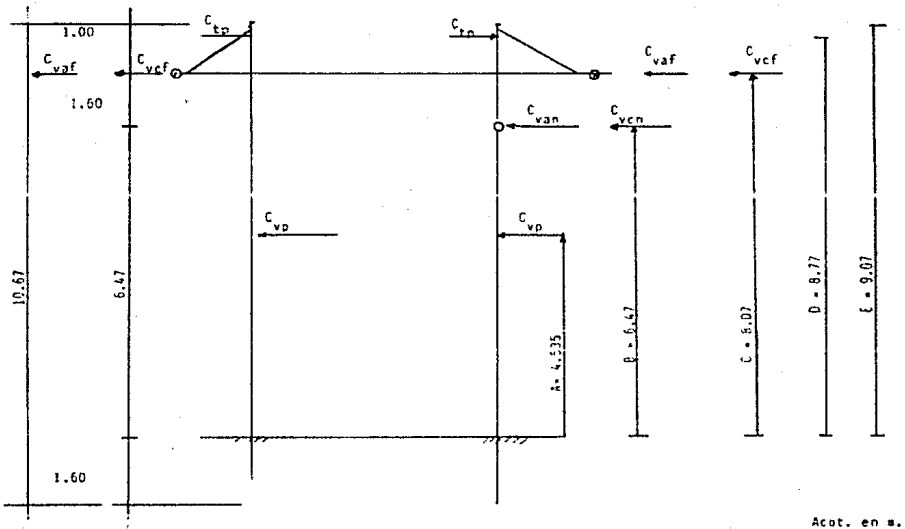 1.00
C_tp
C_tp
C_vaf
C_vcf
C_vaf
C_vcf
1.60
C_van
C_vcn
C_vp
C_vp
10.67
6.47
A= 4.535
B = 6.47
C = 8.07
D = 8.77
E = 9.07
1.60
Acot. en m.